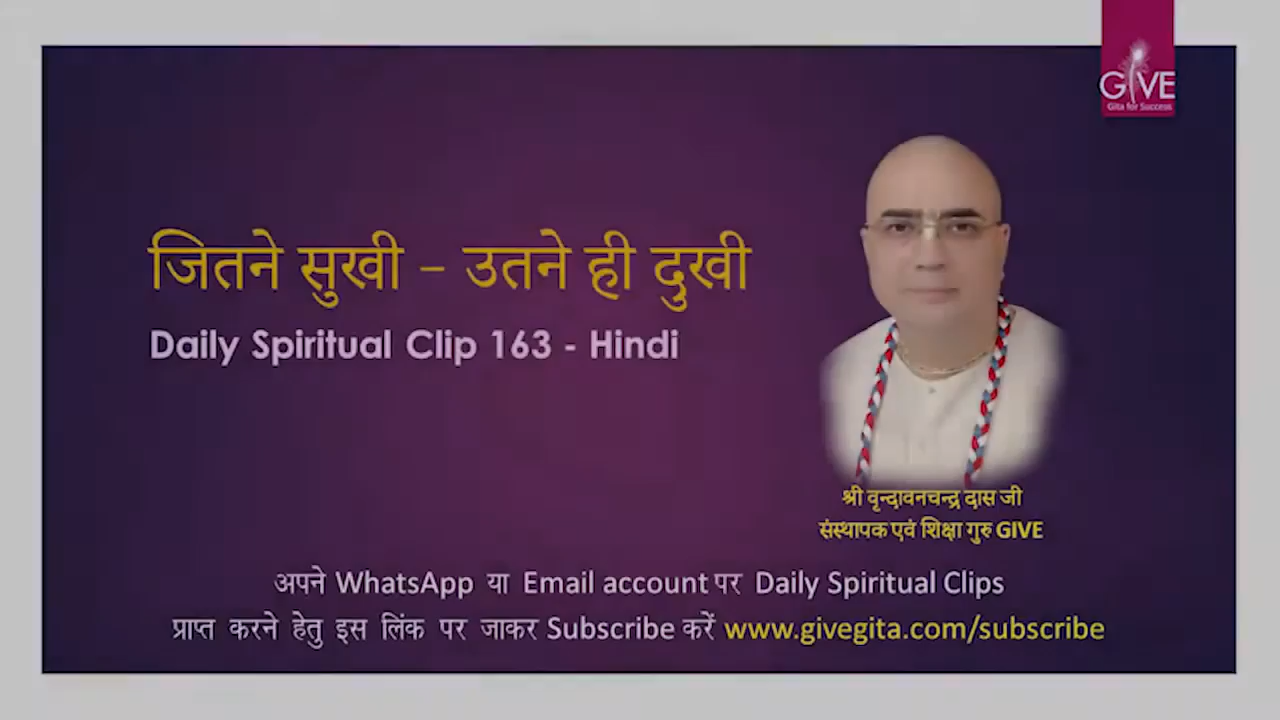 GIVE
Gita for Success
जितने सुखी – उतने ही दुखी
Daily Spiritual Clip 163 - Hindi
श्री वृन्दावनचन्द्र दास जी
संस्थापक एवं शिक्षा गुरु GIVE
अपने WhatsApp या Email account पर Daily Spiritual Clips
प्राप्त करने हेतु इस लिंक पर जाकर Subscribe करें www.givegita.com/subscribe